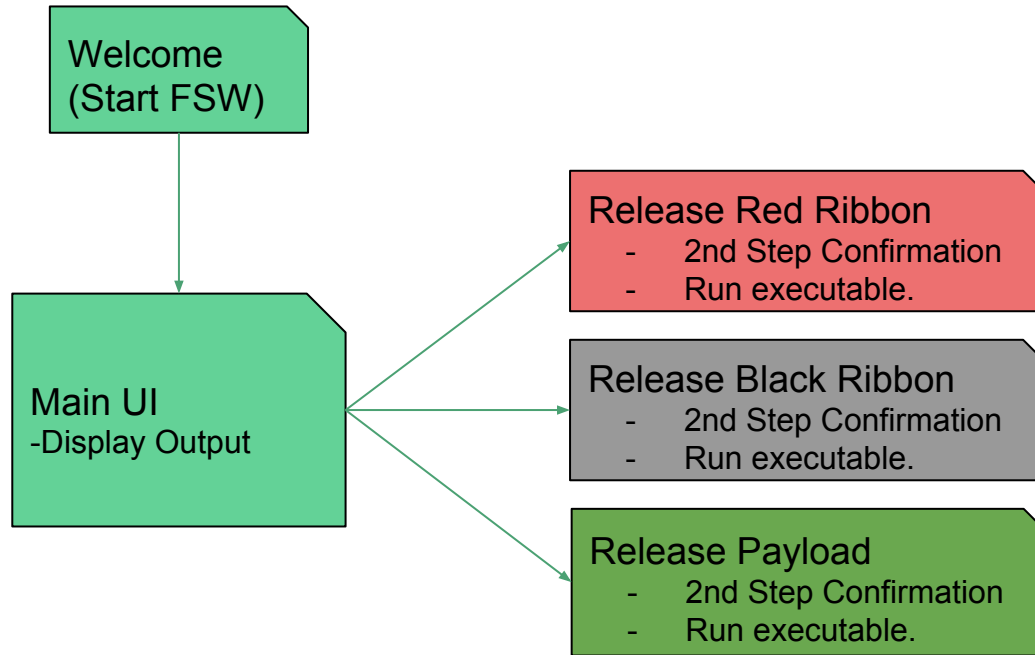 Welcome
(Start FSW)
Main UI
-Display Output
Release Red Ribbon
- 2nd Step Confirmation
- Run executable.
Release Black Ribbon
- 2nd Step Confirmation
- Run executable.
Release Payload
- 2nd Step Confirmation
- Run executable.